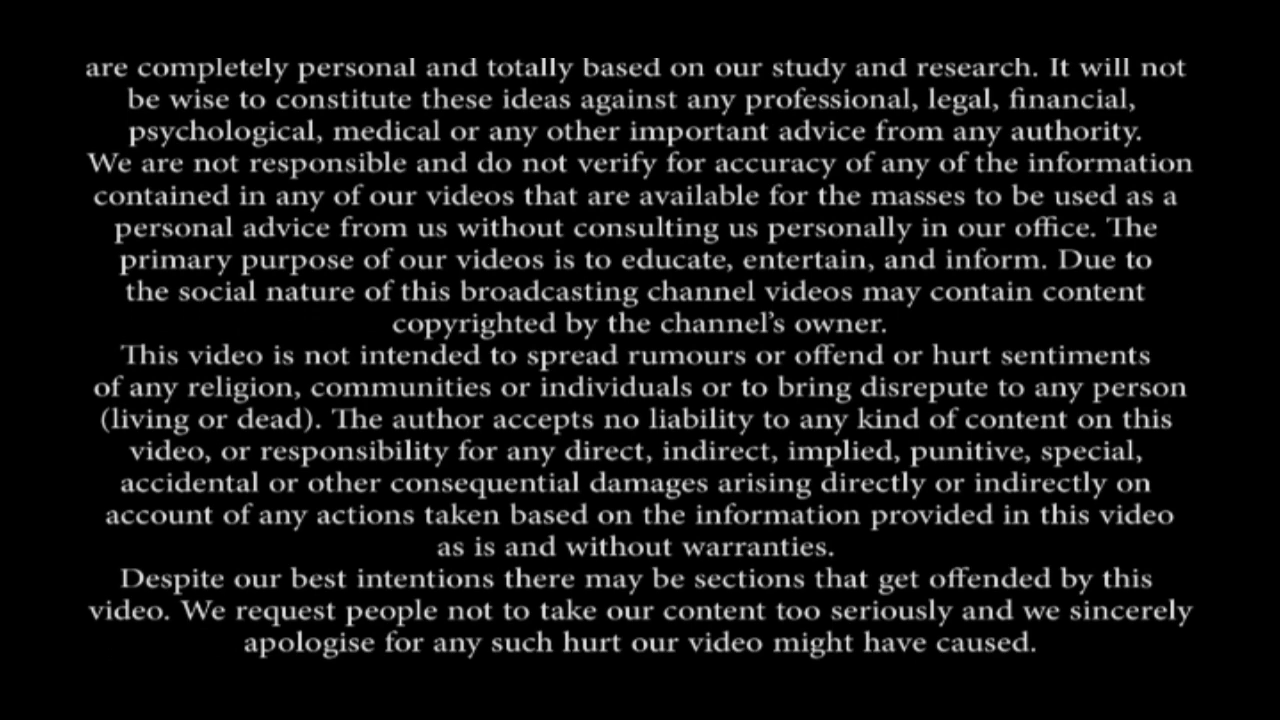 are completely personal and totally based on our study and research. It will not
be wise to constitute these ideas against any professional, legal, financial,
psychological, medical or any other important advice from any authority.
We are not responsible and do not verify for accuracy of any of the information
contained in any of our videos that are available for the masses to be used as a
personal advice from us without consulting us personally in our office. The
primary purpose of our videos is to educate, entertain, and inform. Due to
the social nature of this broadcasting channel videos may contain content
copyrighted by the channel’s owner.
This video is not intended to spread rumours or offend or hurt sentiments
of any religion, communities or individuals or to bring disrepute to any person
(living or dead). The author accepts no liability to any kind of content on this
video, or responsibility for any direct, indirect, implied, punitive, special,
accidental or other consequential damages arising directly or indirectly on
account of any actions taken based on the information provided in this video
as is and without warranties.
Despite our best intentions there may be sections that get offended by this
video. We request people not to take our content too seriously and we sincerely
apologise for any such hurt our video might have caused.